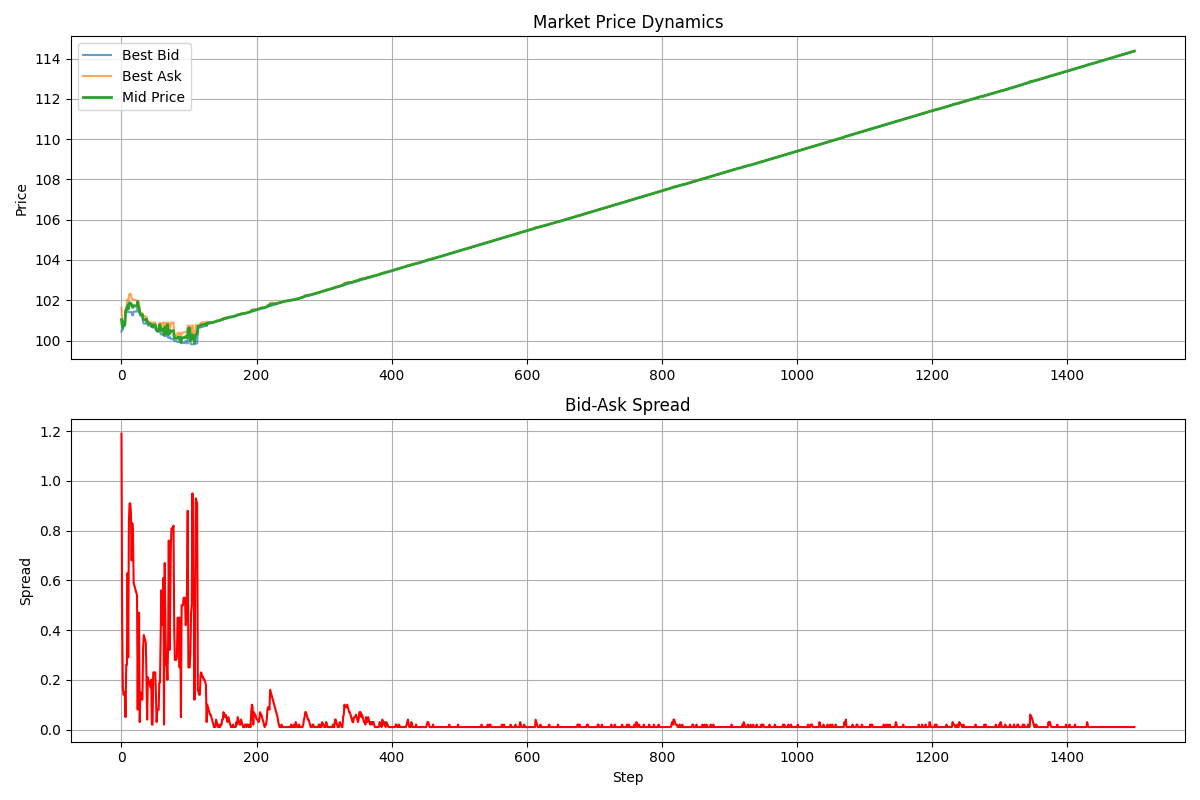 Market Price Dynamics
Best Bid
Best Ask
Mid Price
Price
114
112
110
108
106
104
102
100
0 200 400 600 800 1000 1200 1400
Bid-Ask Spread
Spread
1.2
1.0
0.8
0.6
0.4
0.2
0.0
0 200 400 600 800 1000 1200 1400
Step